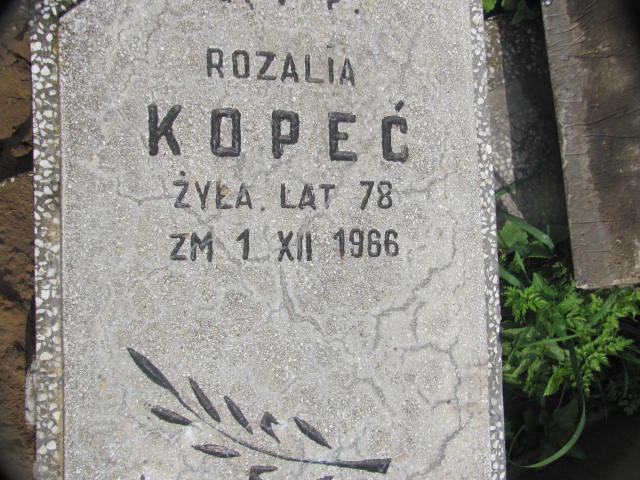 ROZALIA
KOPEĆ
ŻYŁA. LAT 78
ZM 1 XII 1966